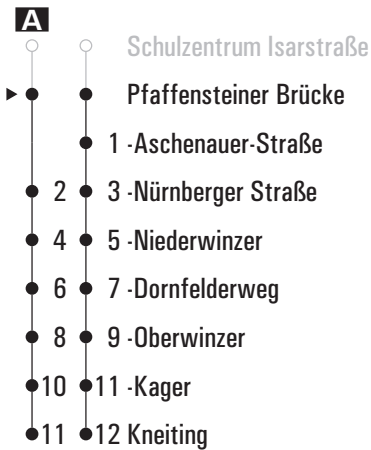 A
Schulzentrum Isarstraße
Pfaffensteiner Brücke
1 -Aschenauer-Straße
2 3 -Nürnberger Straße
4 5 -Niederwinzer
6 7 -Dornfelderweg
8 9 -Oberwinzer
10 11 -Kager
11 12 Kneiting